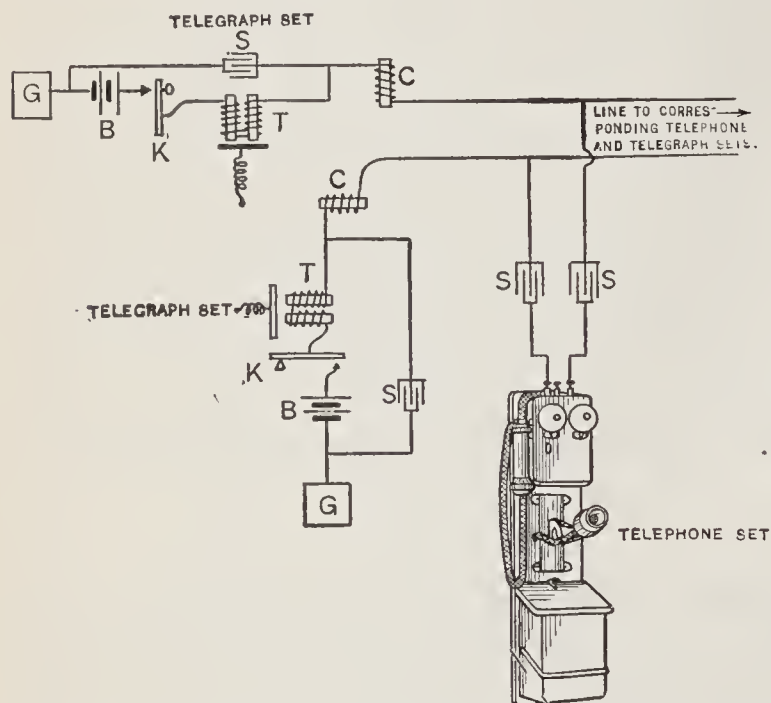 TELEGRAPH SET
S
C
G
B
K
T
LINE TO CORRES-
PONDING TELEPHONE
AND TELEGRAPH SETS.
C
T
S
S
TELEGRAPH SET
K
B
S
G
TELEPHONE SET